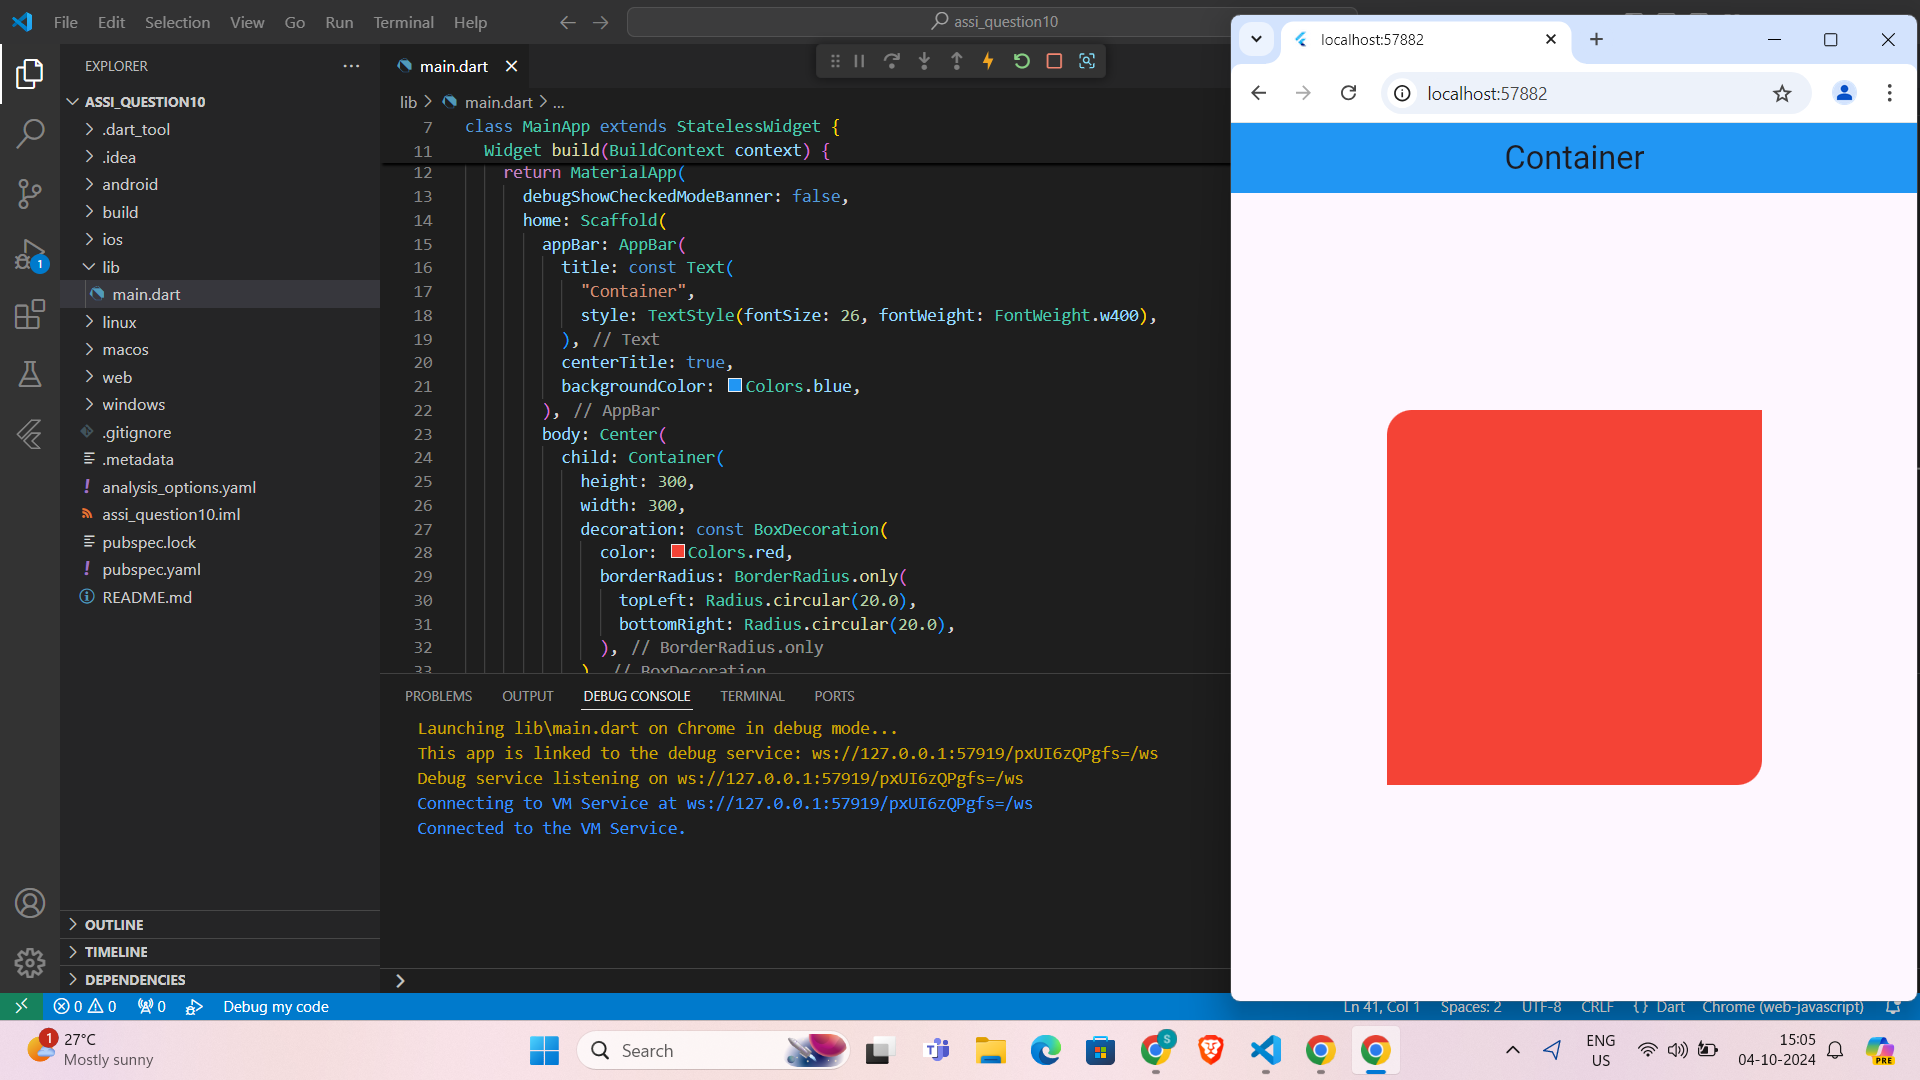 File Edit Selection View Go Run Terminal Help
assi_question10
EXPLORER
ASSI_QUESTION10
.dart_tool
.idea
android
build
ios
lib
main.dart
linux
macos
web
windows
.gitignore
.metadata
analysis_options.yaml
assi_question10.iml
pubspec.lock
pubspec.yaml
README.md
OUTLINE
TIMELINE
DEPENDENCIES
1
main.dart
lib > main.dart > ...
7 class MainApp extends StatelessWidget {
11 Widget build(BuildContext context) {
12 return MaterialApp(
13 debugShowCheckedModeBanner: false,
14 home: Scaffold(
15 appBar: AppBar(
16 title: const Text(
17 "Container",
18 style: TextStyle(fontSize: 26, fontWeight: FontWeight.w400),
19 ), // Text
20 centerTitle: true,
21 backgroundColor: Colors.blue,
22 ), // AppBar
23 body: Center(
24 child: Container(
25 height: 300,
26 width: 300,
27 decoration: const BoxDecoration(
28 color: Colors.red,
29 borderRadius: BorderRadius.only(
30 topLeft: Radius.circular(20.0),
31 bottomRight: Radius.circular(20.0),
32 ), // BorderRadius.only
33 ), // BoxDecoration
PROBLEMS OUTPUT DEBUG CONSOLE TERMINAL PORTS
Launching lib\main.dart on Chrome in debug mode...
This app is linked to the debug service: ws://127.0.0.1:57919/pxUI6zQPgfs=/ws
Debug service listening on ws://127.0.0.1:57919/pxUI6zQPgfs=/ws
Connecting to VM Service at ws://127.0.0.1:57919/pxUI6zQPgfs=/ws
Connected to the VM Service.
localhost:57882
localhost:57882
Container
0 0 0 Debug my code
Ln 41, Col 1 Spaces: 2 UTF-8 CRLF {} Dart Chrome (web-javascript)
1
27°C
Mostly sunny
Search
S
ENG
US
15:05
04-10-2024
PRE